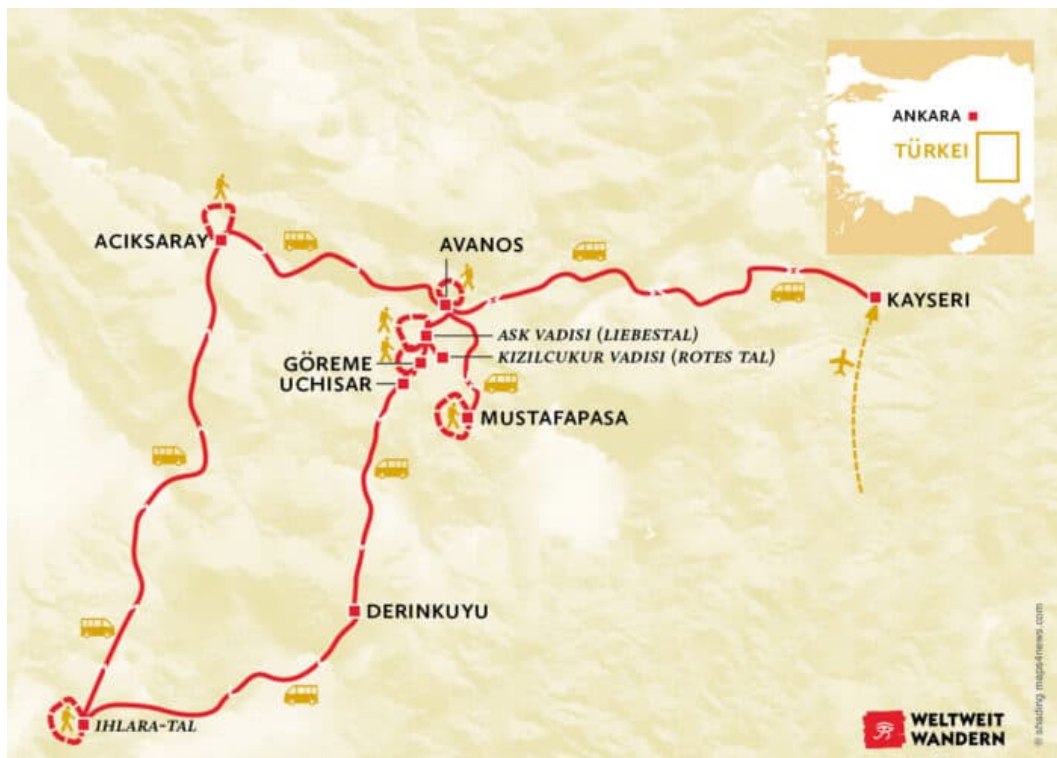 ANKARA
TÜRKEI
ACIKSARAY
AVANOS
KAYSERI
ASK VADISI (LIEBESTAL)
KIZILCUKUR VADISI (ROTES TAL)
GÖREME
UCHISAR
MUSTAFAPASA
DERINKUYU
IHLARA-TAL
WELTWEIT
WANDERN
© shading maps4news.com